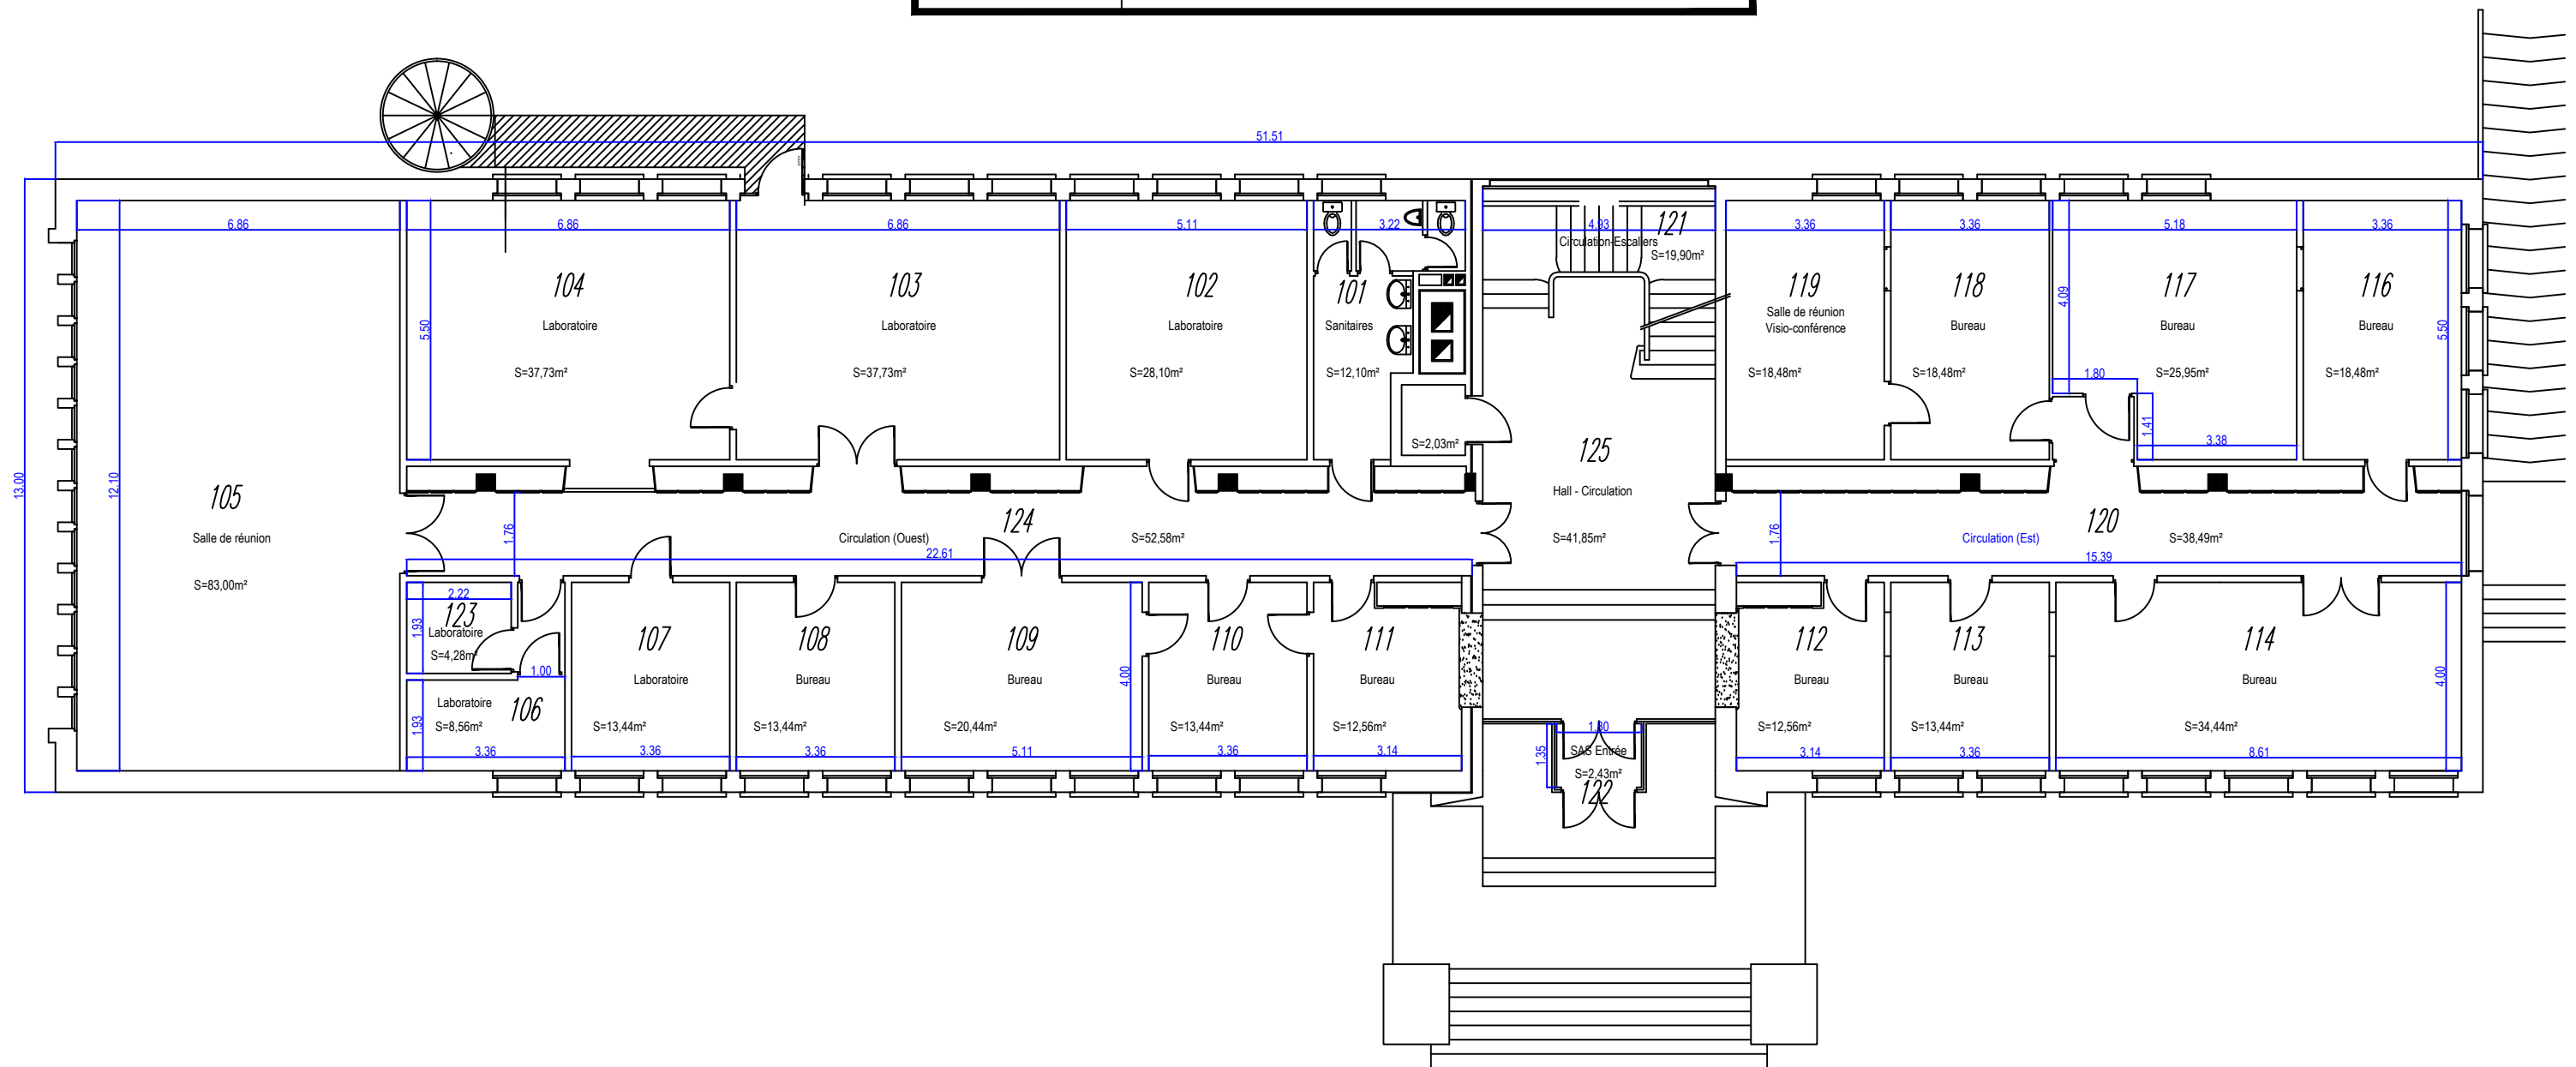 51.51
6.86
6.86
6.86
5.11
3.22
4.93
3.36
3.36
5.18
3.36
121
Circulation-Escaliers
S=19,90m²
104
Laboratoire
S=37,73m²
5.50
103
Laboratoire
S=37,73m²
102
Laboratoire
S=28,10m²
101
Sanitaires
S=12,10m²
S=2,03m²
119
Salle de réunion
Visio-conférence
S=18,48m²
118
Bureau
S=18,48m²
4.09
117
Bureau
S=25,95m²
1.80
1.41
3.38
116
Bureau
S=18,48m²
5.50
13.00
12.10
105
Salle de réunion
S=83,00m²
125
Hall - Circulation
S=41,85m²
1.76
124
Circulation (Ouest)
S=52,58m²
22.61
1.76
120
Circulation (Est)
S=38,49m²
15.39
2.22
123
1.93
Laboratoire
S=4,28m²
1.00
Laboratoire
106
S=8,56m²
1.93
3.36
107
Laboratoire
S=13,44m²
3.36
108
Bureau
S=13,44m²
3.36
109
Bureau
S=20,44m²
5.11
4.00
110
Bureau
S=13,44m²
3.36
111
Bureau
S=12,56m²
3.14
1.80
1.35
SAS Entrée
S=2,43m²
122
112
Bureau
S=12,56m²
3.14
113
Bureau
S=13,44m²
3.36
114
Bureau
S=34,44m²
8.61
4.00